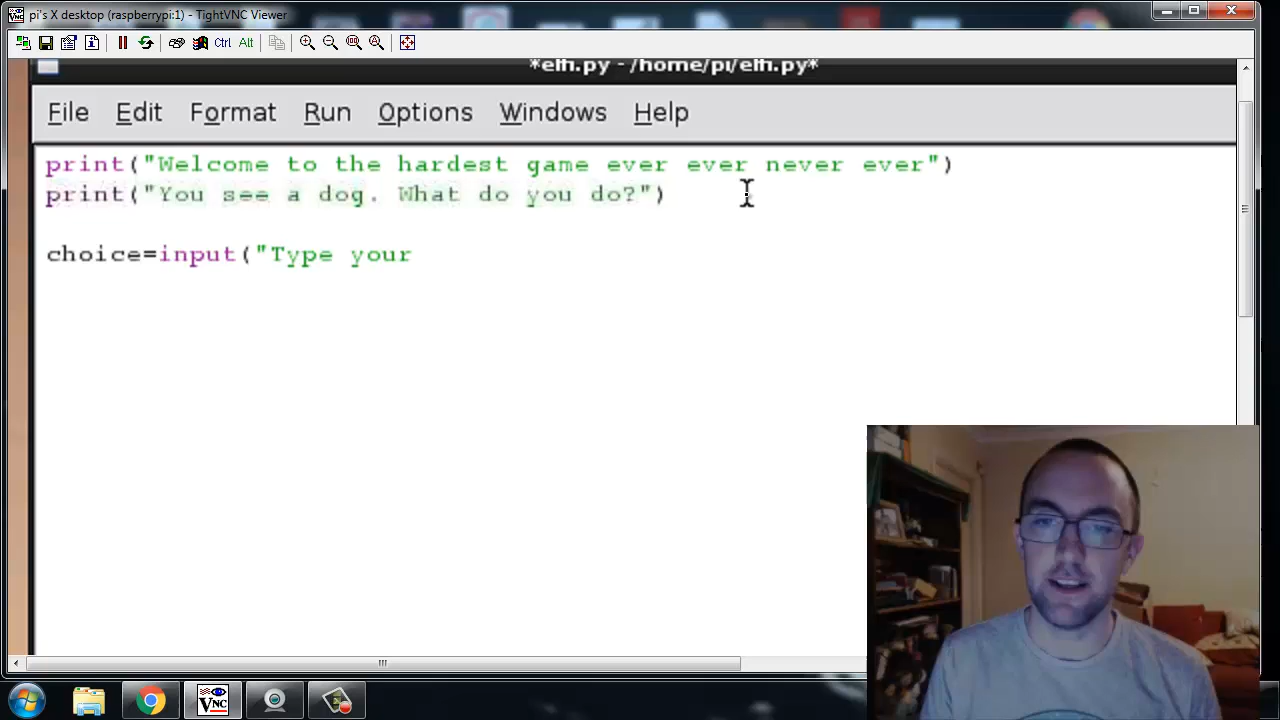 pi's X desktop (raspberrypi:1) - TightVNC Viewer
Ctrl Alt
*elfi.py - /home/pi/elfi.py*
File Edit Format Run Options Windows Help
print("Welcome to the hardest game ever ever never ever")
print("You see a dog. What do you do?")
choice=input("Type your